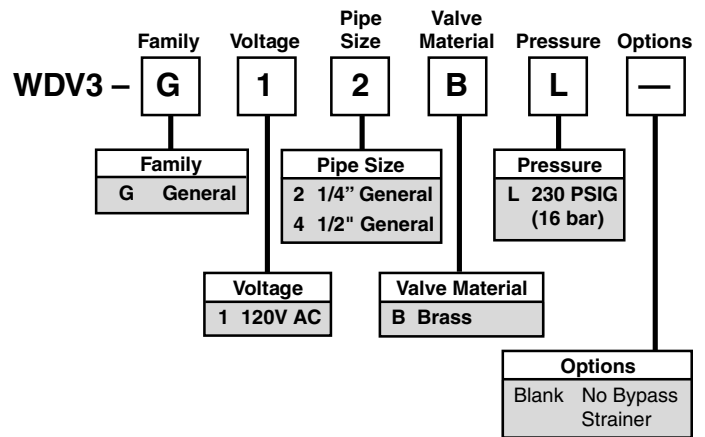 Family Voltage Pipe Size Valve Material Pressure Options
WDV3 – G 1 2 B L —
Family
G General
Pipe Size
2 1/4” General
4 1/2" General
Pressure
L 230 PSIG
(16 bar)
Voltage
1 120V AC
Valve Material
B Brass
Options
Blank No Bypass
Strainer